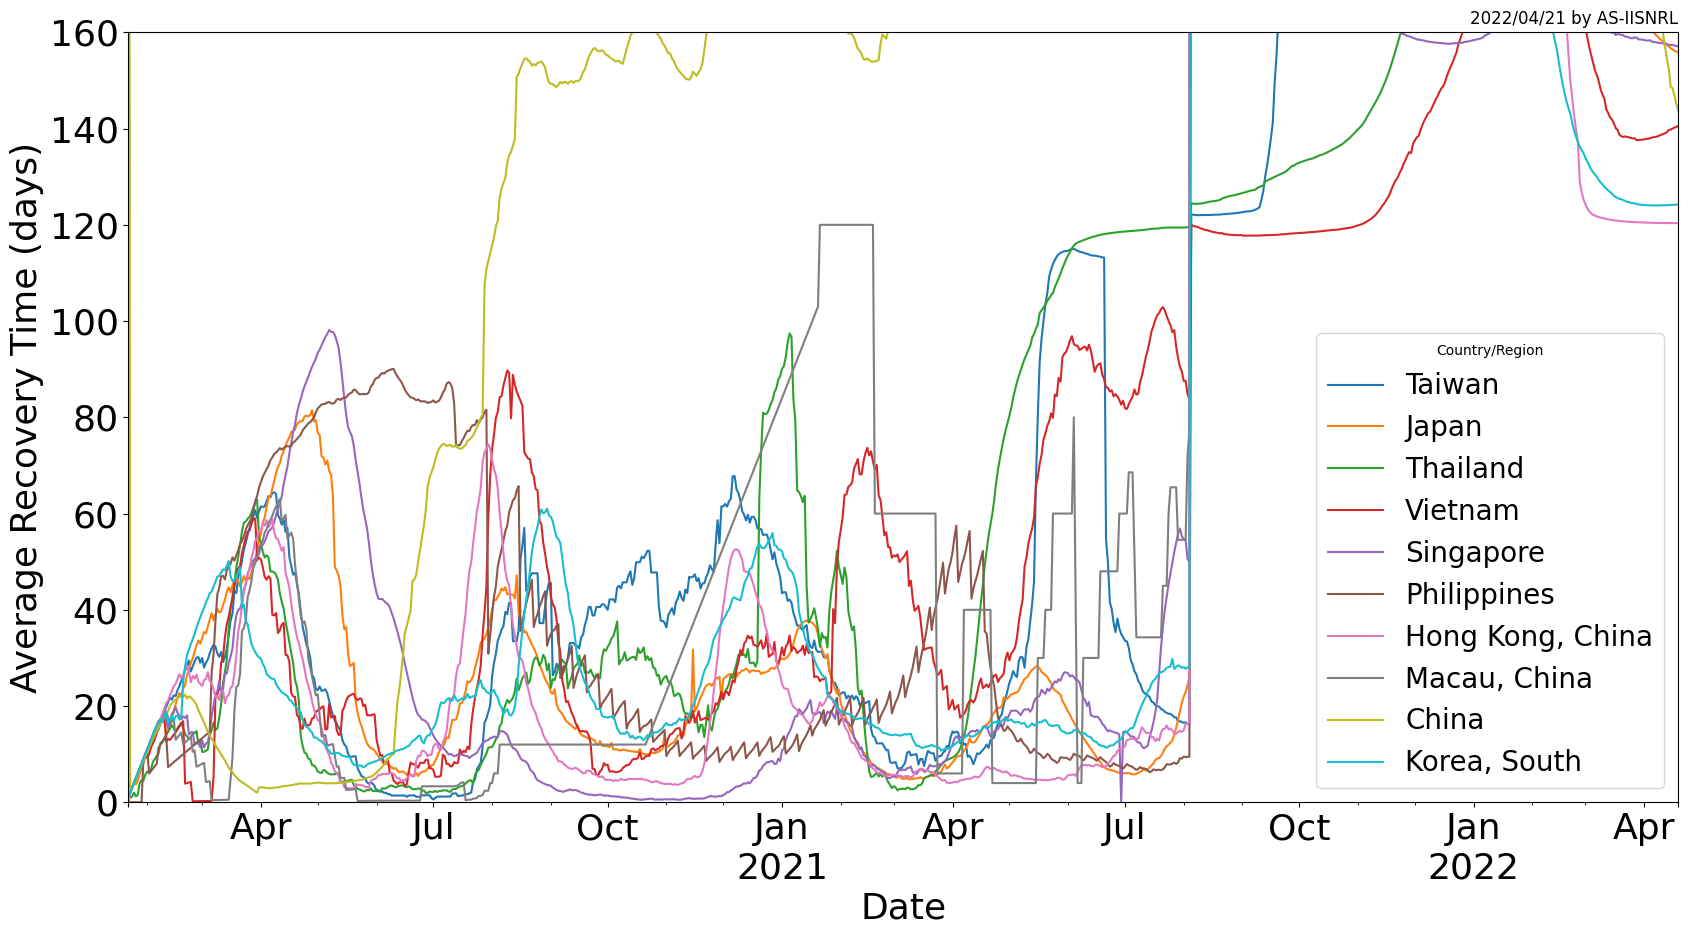 2022/04/21 by AS-IISNRL
160
140
120
100
80
60
40
20
0
Average Recovery Time (days)
Country/Region
Taiwan
Japan
Thailand
Vietnam
Singapore
Philippines
Hong Kong, China
Macau, China
China
Korea, South
Apr
Jul
Oct
Jan
2021
Apr
Jul
Oct
Jan
2022
Apr
Date